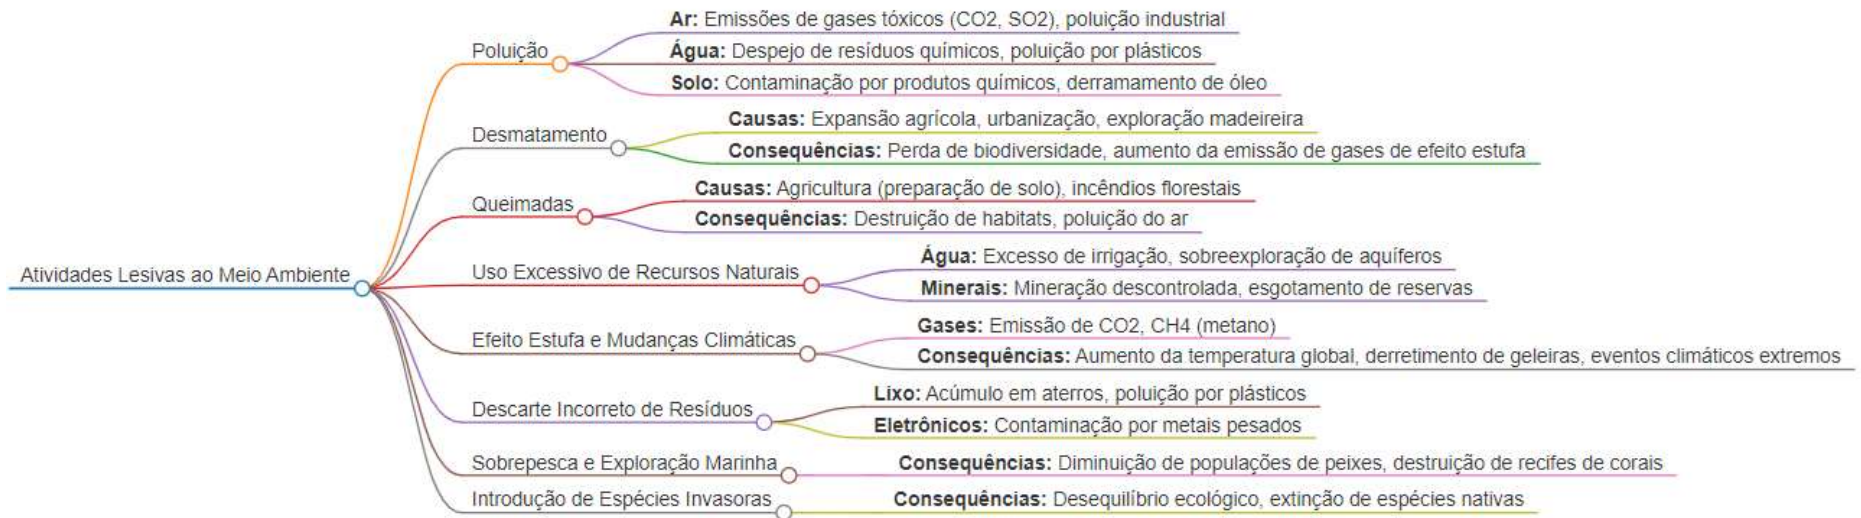 Atividades Lesivas ao Meio Ambiente
Poluição
Ar: Emissões de gases tóxicos (CO2, SO2), poluição industrial
Água: Despejo de resíduos químicos, poluição por plásticos
Solo: Contaminação por produtos químicos, derramamento de óleo
Desmatamento
Causas: Expansão agrícola, urbanização, exploração madeireira
Consequências: Perda de biodiversidade, aumento da emissão de gases de efeito estufa
Queimadas
Causas: Agricultura (preparação de solo), incêndios florestais
Consequências: Destruição de habitats, poluição do ar
Uso Excessivo de Recursos Naturais
Água: Excesso de irrigação, sobreexploração de aquíferos
Minerais: Mineração descontrolada, esgotamento de reservas
Efeito Estufa e Mudanças Climáticas
Gases: Emissão de CO2, CH4 (metano)
Consequências: Aumento da temperatura global, derretimento de geleiras, eventos climáticos extremos
Descarte Incorreto de Resíduos
Lixo: Acúmulo em aterros, poluição por plásticos
Eletrônicos: Contaminação por metais pesados
Sobrepesca e Exploração Marinha
Consequências: Diminuição de populações de peixes, destruição de recifes de corais
Introdução de Espécies Invasoras
Consequências: Desequilíbrio ecológico, extinção de espécies nativas